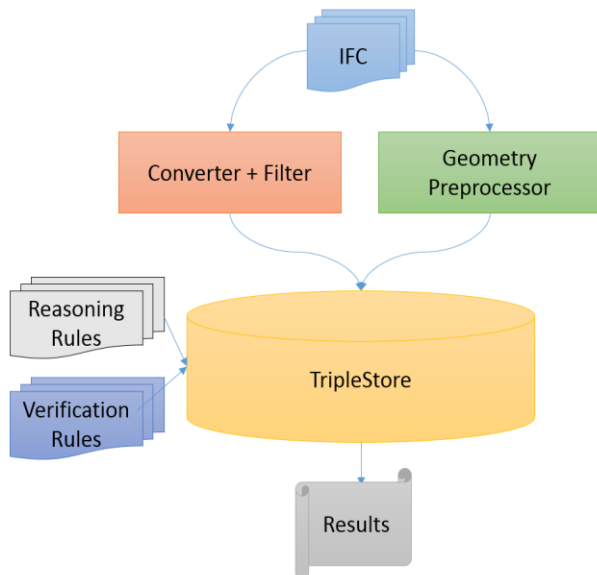 IFC
Converter + Filter
Geometry
Preprocessor
Reasoning
Rules
TripleStore
Verification
Rules
Results